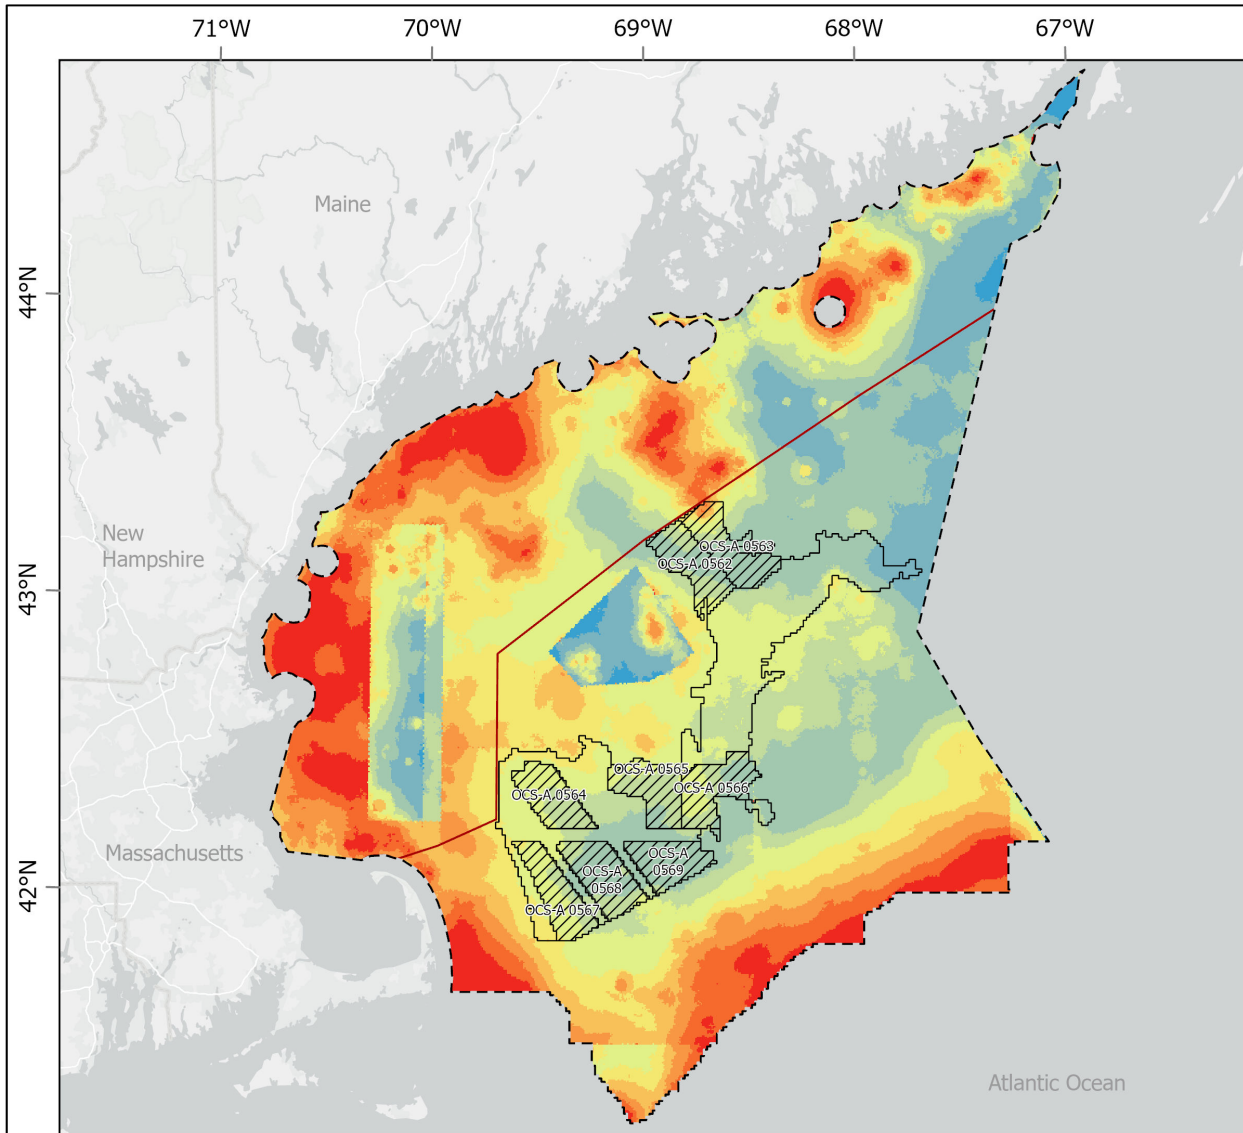 71°W
70°W
69°W
68°W
67°W
44°N
43°N
42°N
Maine
New
Hampshire
Massachusetts
OCS-A 0563
OCS-A 0562
OCS-A 0565
OCS-A 0566
OCS-A 0564
OCS-A
0569
OCS-A
0568
OCS-A 0567
Atlantic Ocean